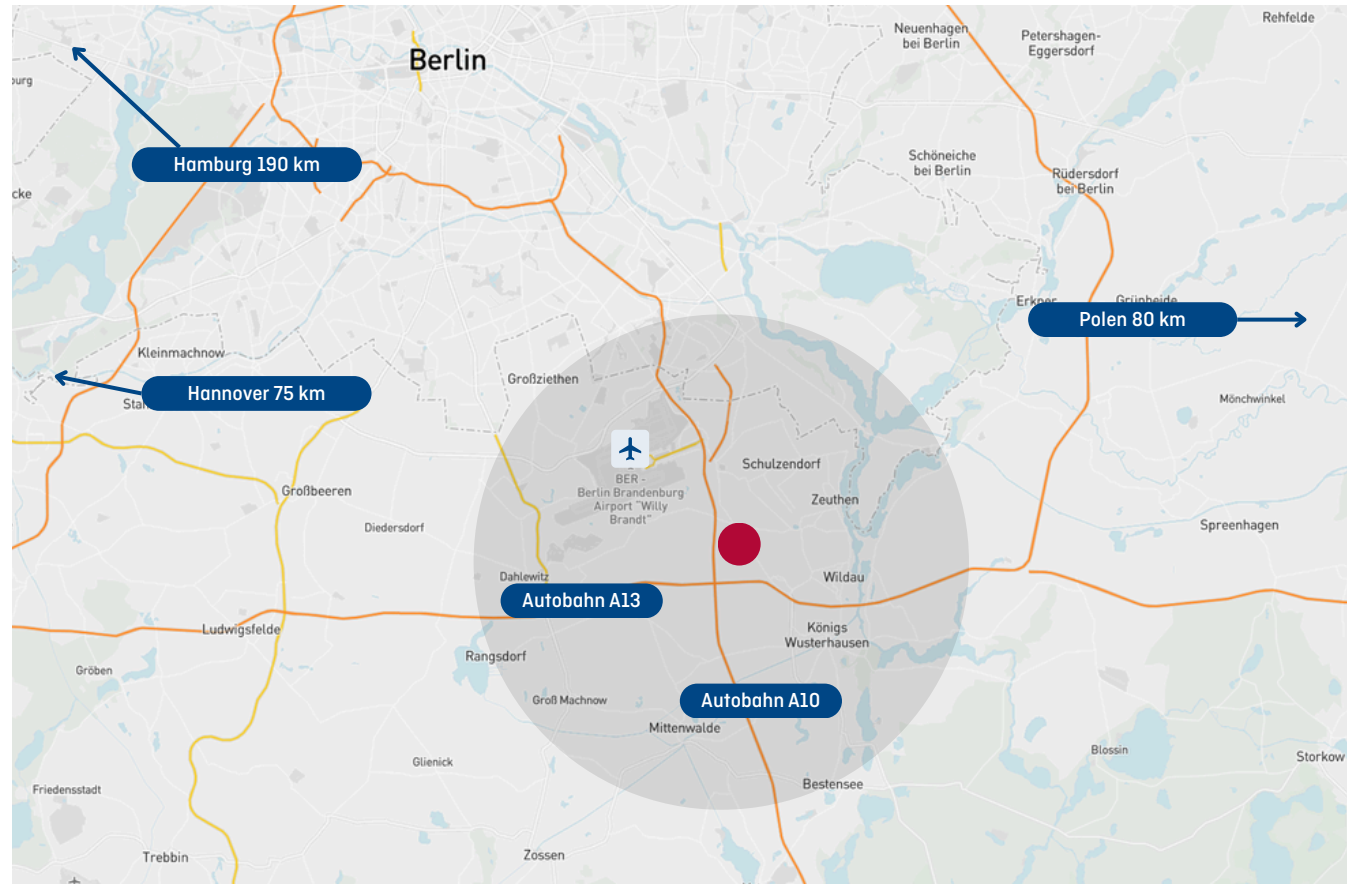 Rehfelde
Neuenhagen
bei Berlin
Petershagen-
Eggersdorf
Berlin
burg
Hamburg 190 km
Schöneiche
bei Berlin
Rüdersdorf
bei Berlin
cke
Erkner
Grünheide
Polen 80 km
Kleinmachnow
Großziehten
Hannover 75 km
Mönchwinkel
BER -
Berlin Brandenburg
Airport "Willy
Brandt"
Schulzendorf
Zeuthen
Großbeeren
Diedersdorf
Spreenhagen
Dahlewitz
Wildau
Autobahn A13
Ludwigsfelde
Königs
Wusterhausen
Rangsdorf
Gröben
Groß Machnow
Autobahn A10
Mittenwalde
Glienick
Blossin
Storkow
Friedensstadt
Bestensee
Trebbin
Zossen